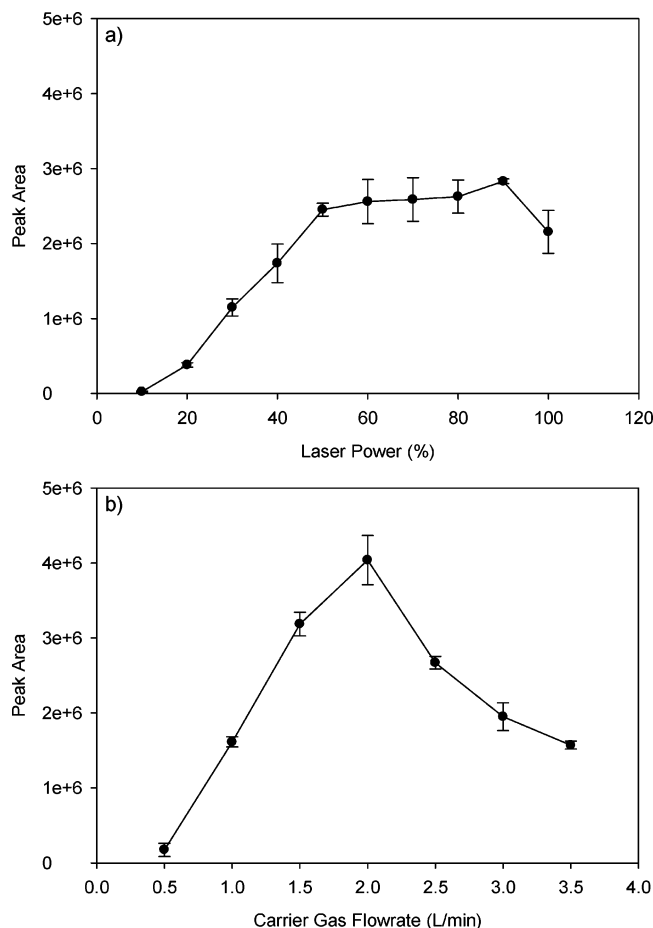 a)
5e+6
4e+6
3e+6
2e+6
1e+6
0
Peak Area
0 20 40 60 80 100 120
Laser Power (%)
b)
5e+6
4e+6
3e+6
2e+6
1e+6
0
Peak Area
0.0 0.5 1.0 1.5 2.0 2.5 3.0 3.5 4.0
Carrier Gas Flowrate (L/min)